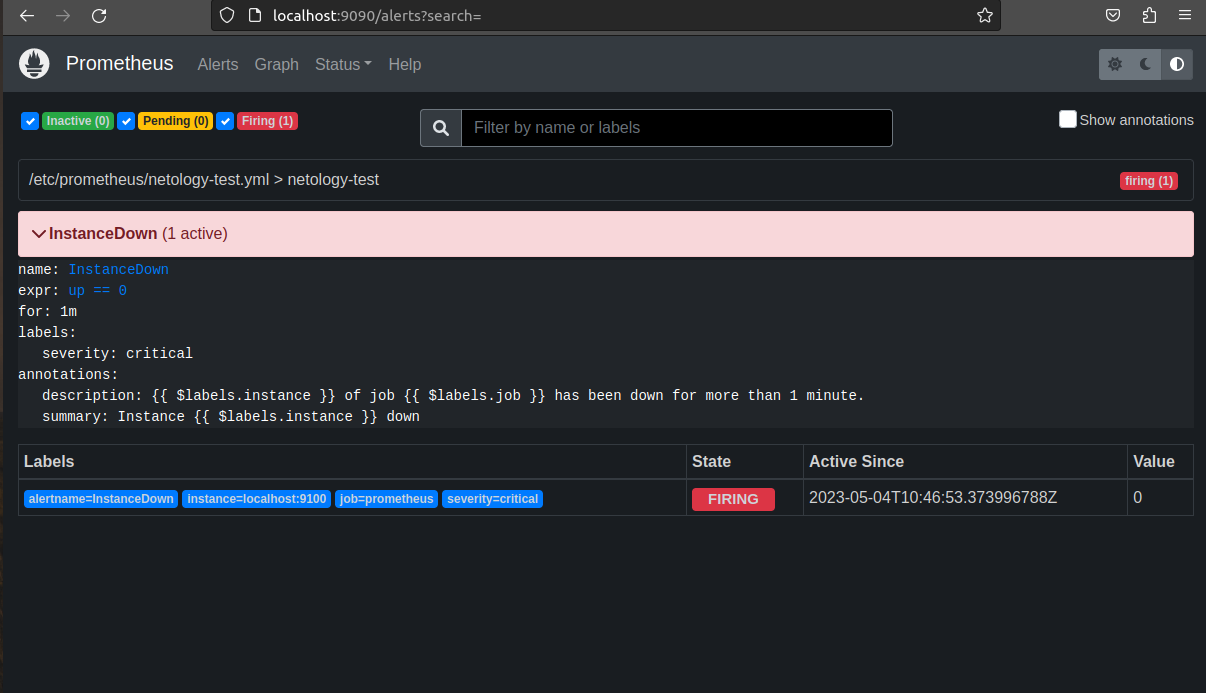 localhost:9090/alerts?search=
Prometheus Alerts Graph Status Help
Inactive (0) Pending (0) Firing (1) Filter by name or labels Show annotations
/etc/prometheus/netology-test.yml > netology-test firing (1)
InstanceDown (1 active)
name: InstanceDown
expr: up == 0
for: 1m
labels:
severity: critical
annotations:
description: {{ $labels.instance }} of job {{ $labels.job }} has been down for more than 1 minute.
summary: Instance {{ $labels.instance }} down
Labels State Active Since Value
alertname=InstanceDown instance=localhost:9100 job=prometheus severity=critical FIRING 2023-05-04T10:46:53.373996788Z 0